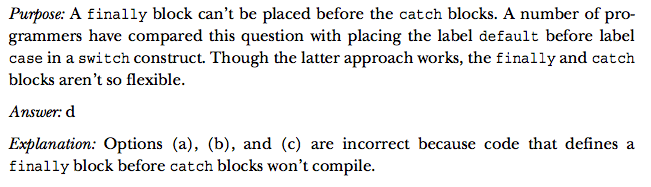 Purpose: A finally block can't be placed before the catch blocks. A number of pro-
grammers have compared this question with placing the label default before label
case in a switch construct. Though the latter approach works, the finally and catch
blocks aren't so flexible.
Answer: d
Explanation: Options (a), (b), and (c) are incorrect because code that defines a
finally block before catch blocks won't compile.